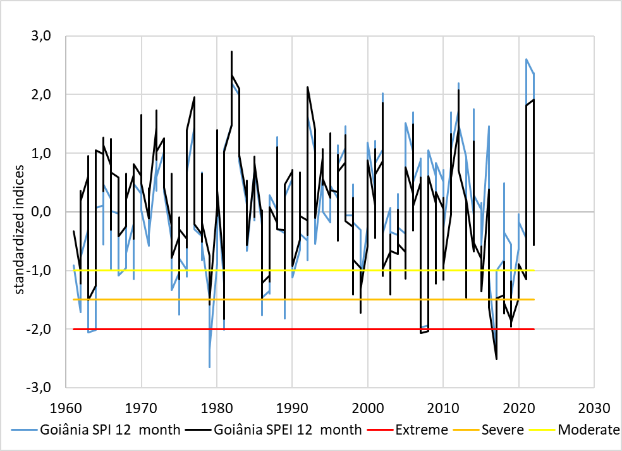 3,0
2,0
1,0
0,0
-1,0
-2,0
-3,0
standardized indices
1960 1970 1980 1990 2000 2010 2020 2030
Goiânia SPI 12 month Goiânia SPEI 12 month Extreme Severe Moderate